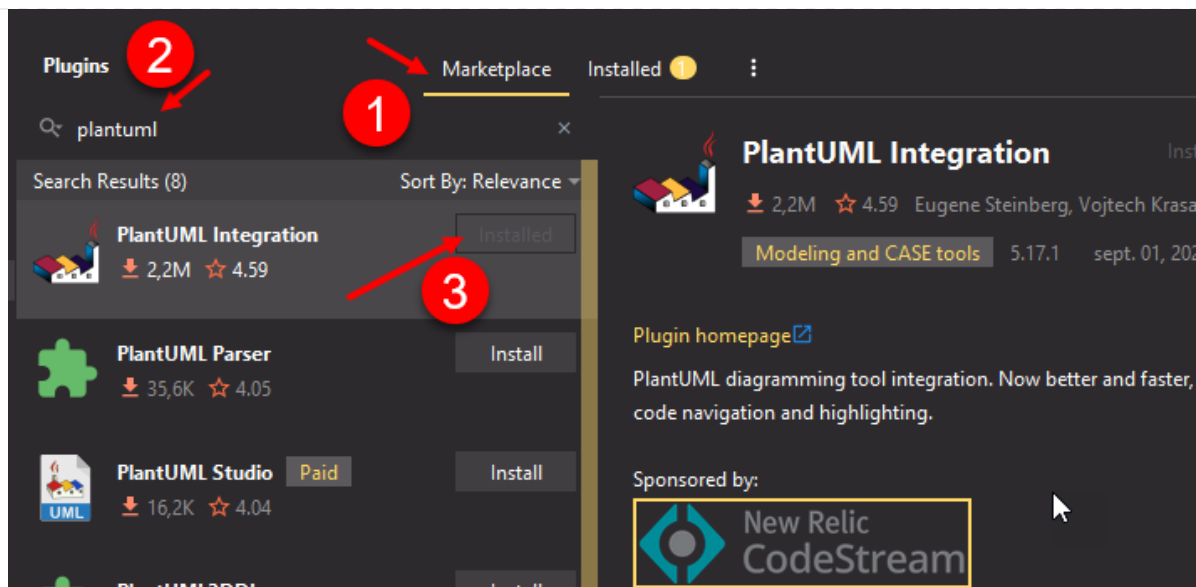 Plugins
2
Marketplace
Installed 1
1
plantuml
Search Results (8)
Sort By: Relevance
PlantUML Integration
Installed
2,2M 4.59
3
PlantUML Parser
Install
35,6K 4.05
PlantUML Studio Paid
Install
UML
16,2K 4.04
PlantUML Integration
2,2M 4.59 Eugene Steinberg, Vojtech Krasa
Modeling and CASE tools 5.17.1 sept. 01,
Plugin homepage
PlantUML diagramming tool integration. Now better and faster,
code navigation and highlighting.
Sponsored by:
New Relic
CodeStream